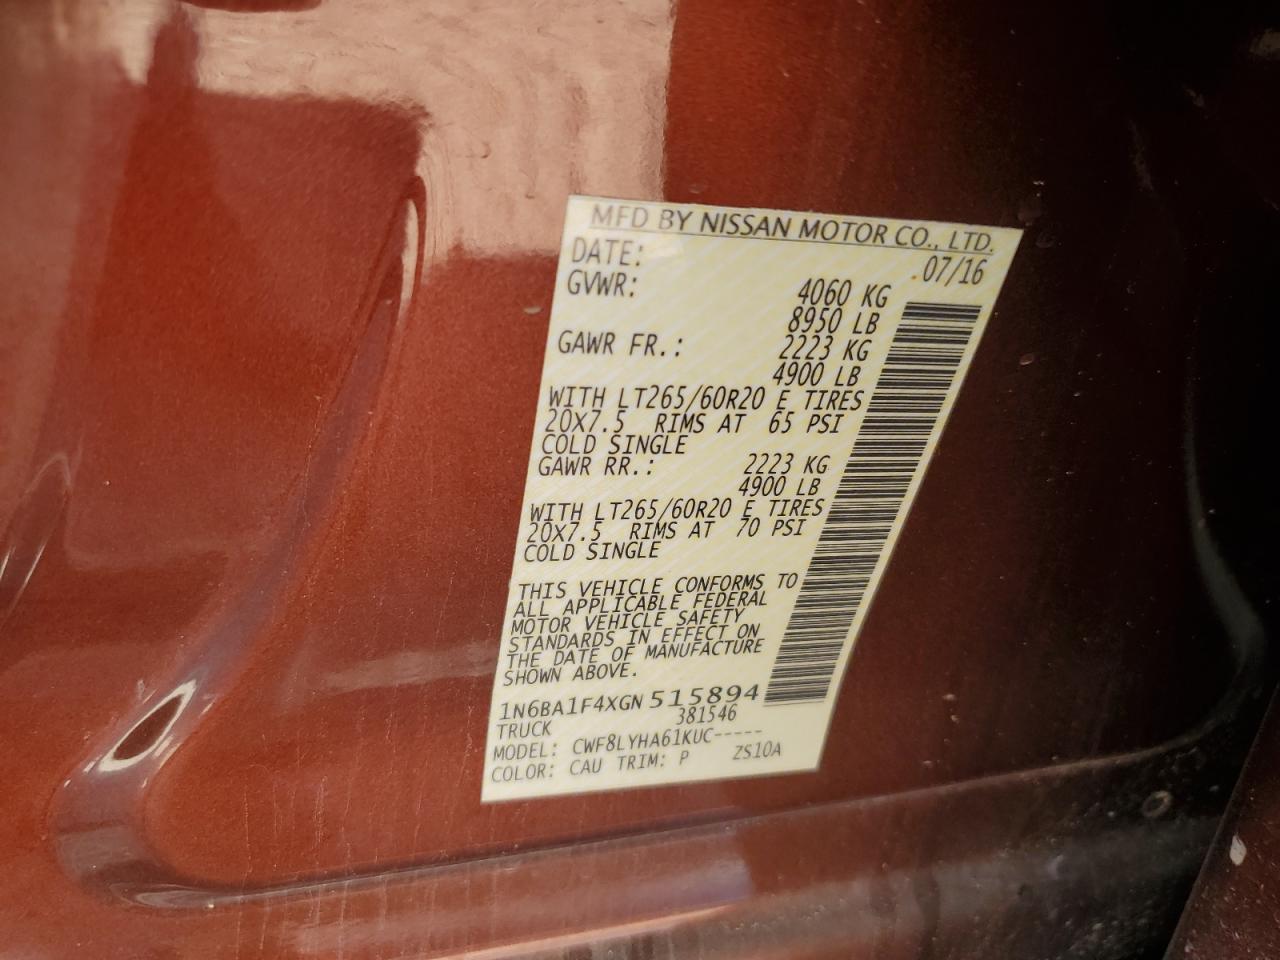 MFD BY NISSAN MOTOR CO., LTD.
DATE: 07/16
GVWR: 4060 KG
8950 LB
GAWR FR.: 2223 KG
4900 LB
WITH LT265/60R20 E TIRES
20X7.5 RIMS AT 65 PSI
COLD SINGLE
GAWR RR.: 2223 KG
4900 LB
WITH LT265/60R20 E TIRES
20X7.5 RIMS AT 70 PSI
COLD SINGLE
THIS VEHICLE CONFORMS TO
ALL APPLICABLE FEDERAL
MOTOR VEHICLE SAFETY
STANDARDS IN EFFECT ON
THE DATE OF MANUFACTURE
SHOWN ABOVE.
1N6BA1F4XGN515894
TRUCK 381546
MODEL: CWF8LYHA61KUC-----
COLOR: CAU TRIM: P ZS10A